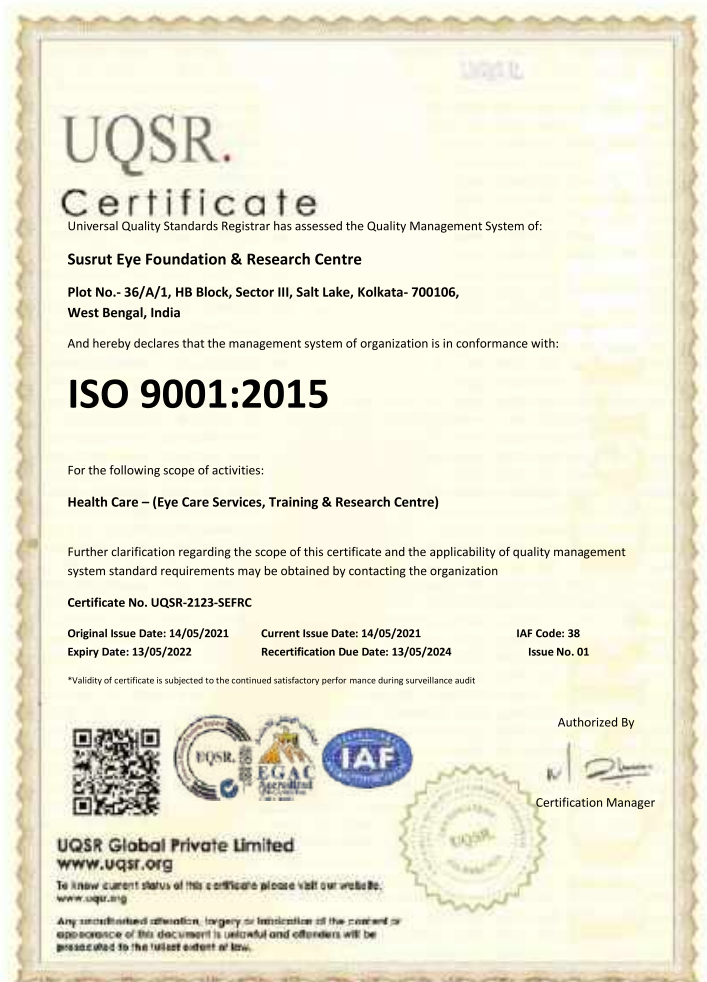 UQSR.
Certificate
Universal Quality Standards Registrar has assessed the Quality Management System of:
Susrut Eye Foundation & Research Centre
Plot No.- 36/A/1, HB Block, Sector III, Salt Lake, Kolkata- 700106,
West Bengal, India
And hereby declares that the management system of organization is in conformance with:
ISO 9001:2015
For the following scope of activities:
Health Care – (Eye Care Services, Training & Research Centre)
Further clarification regarding the scope of this certificate and the applicability of quality management
system standard requirements may be obtained by contacting the organization
Certificate No. UQSR-2123-SEFRC
Original Issue Date: 14/05/2021 Current Issue Date: 14/05/2021 IAF Code: 38
Expiry Date: 13/05/2022 Recertification Due Date: 13/05/2024 Issue No. 01
*Validity of certificate is subjected to the continued satisfactory perfor mance during surveillance audit
Authorized By
UQSR.
EGAC
Accredited
IAF
Certification Manager
UQSR
UQSR Global Private Limited
www.uqsr.org
To know current status of this certificate please visit our website.
www.uqsr.org
Any unauthorised alteration, forgery or fabrication of the content or
appearance of this document is unlawful and offenders will be
prosecuted to the fullest extent of law.